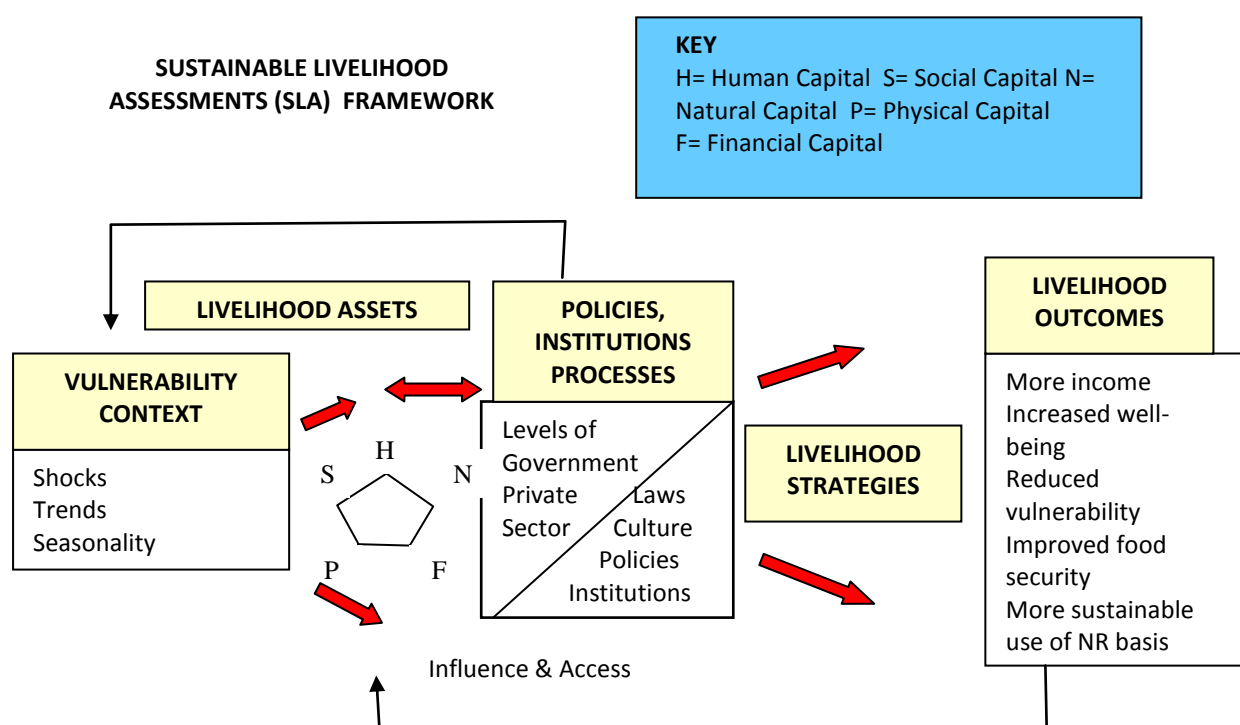 SUSTAINABLE LIVELIHOOD
ASSESSMENTS (SLA) FRAMEWORK
KEY
H= Human Capital S= Social Capital N=
Natural Capital P= Physical Capital
F= Financial Capital
LIVELIHOOD ASSETS
POLICIES,
INSTITUTIONS
PROCESSES
LIVELIHOOD
OUTCOMES
VULNERABILITY
CONTEXT
Shocks
Trends
Seasonality
H
S
N
P
F
Levels of
Government
Private
Sector
Laws
Culture
Policies
Institutions
LIVELIHOOD
STRATEGIES
More income
Increased well-
being
Reduced
vulnerability
Improved food
security
More sustainable
use of NR basis
Influence & Access